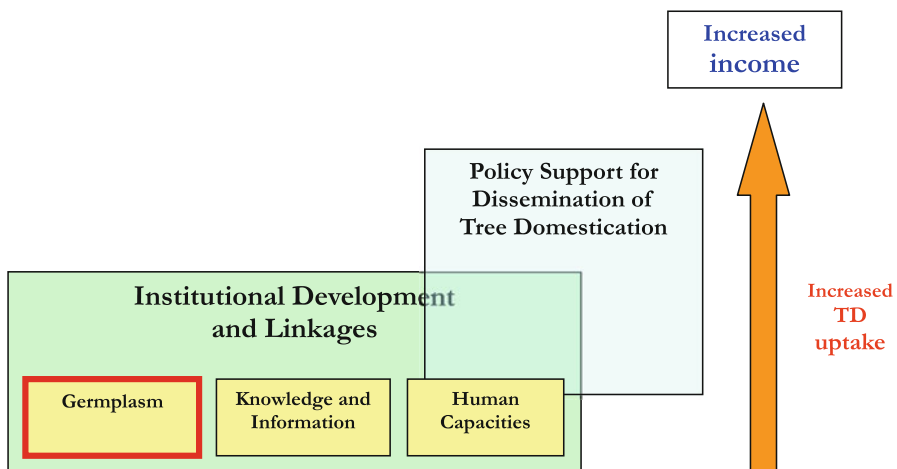 Increased
income
Policy Support for
Dissemination of
Tree Domestication
Institutional Development
and Linkages
Increased
TD
uptake
Germplasm
Knowledge and
Information
Human
Capacities